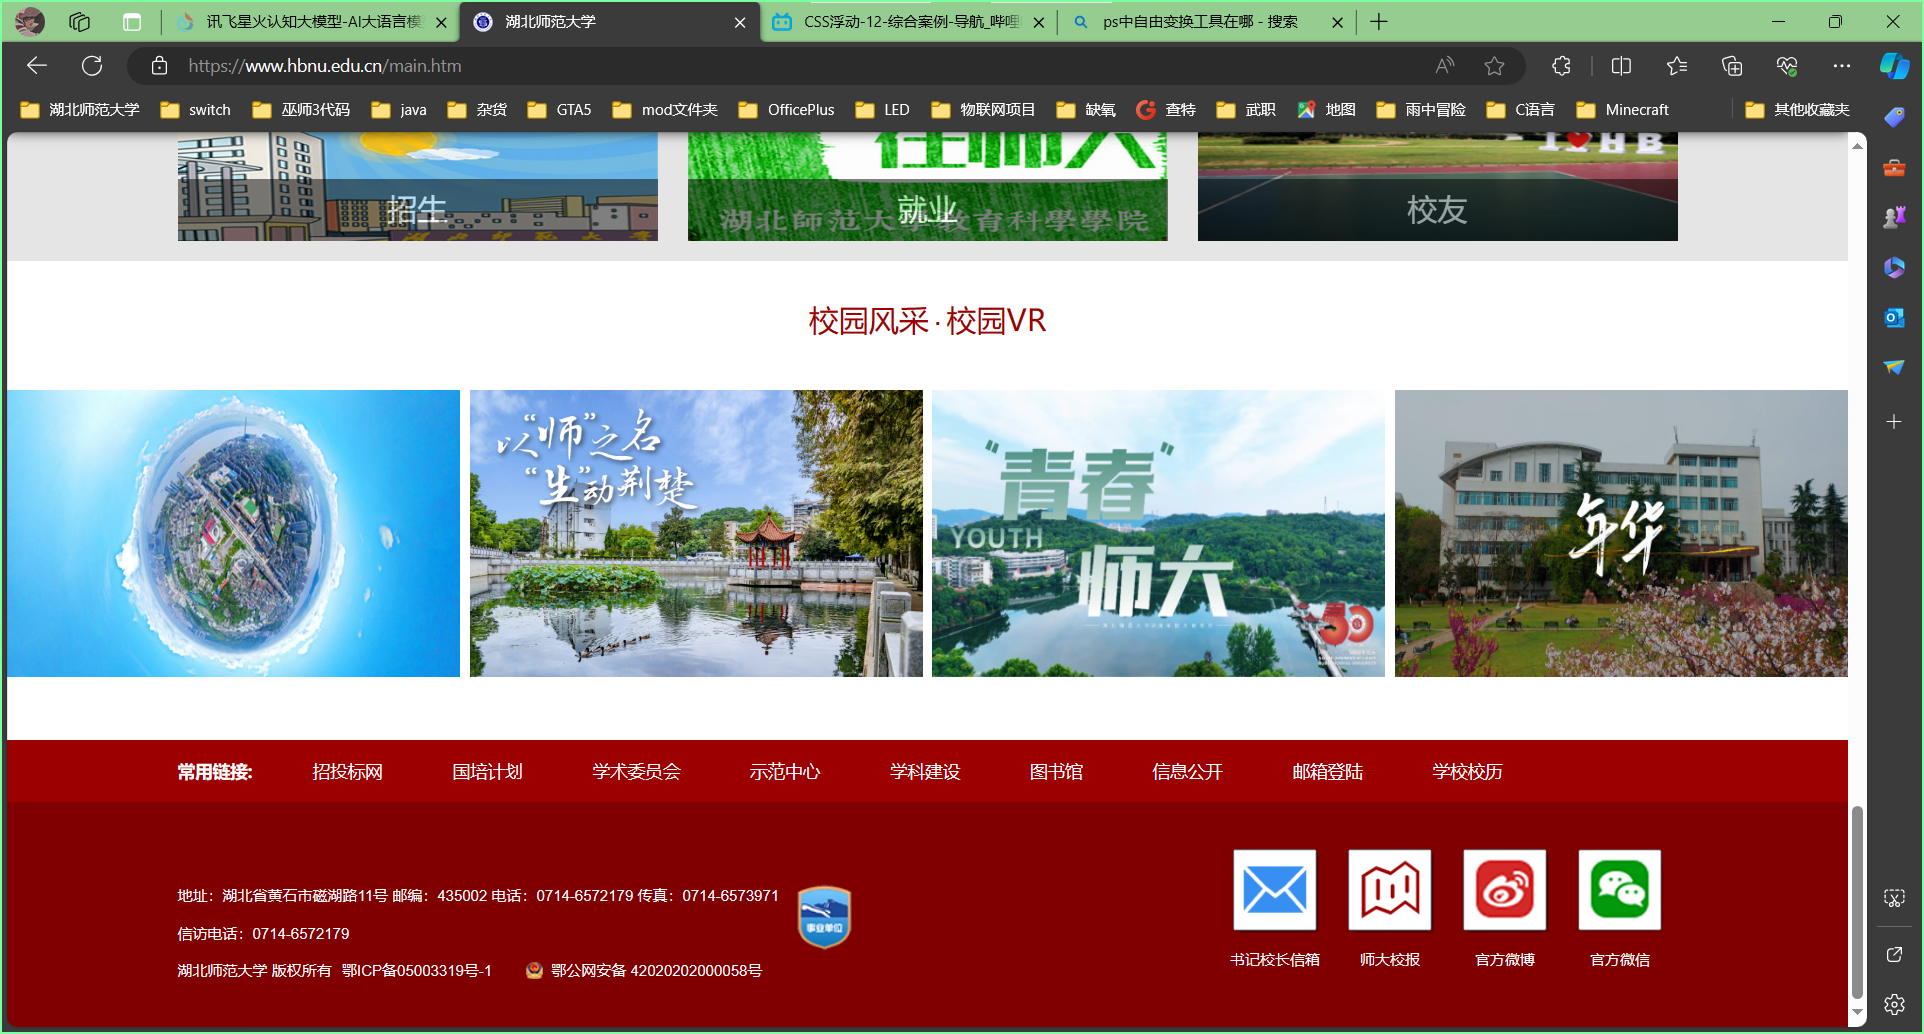 讯飞星火认知大模型-AI大语言模
湖北师范大学
CSS浮动-12-综合案例-导航_哔哩
ps中自由变换工具在哪 - 搜索
https://www.hbnu.edu.cn/main.htm
湖北师范大学
switch
巫师3代码
java
杂货
GTA5
mod文件夹
OfficePlus
LED
物联网项目
缺氧
查特
武职
地图
雨中冒险
C语言
Minecraft
其他收藏夹
在师大
HB
招生
湖北师范大学教育科學學院
就业
校友
校园风采 · 校园VR
以“师”之名
“生”动荆楚
“青春”
YOUTH
师大
50
年华
常用链接:
招投标网
国培计划
学术委员会
示范中心
学科建设
图书馆
信息公开
邮箱登陆
学校校历
地址：湖北省黄石市磁湖路11号 邮编：435002 电话：0714-6572179 传真：0714-6573971
信访电话：0714-6572179
湖北师范大学 版权所有 鄂ICP备05003319号-1
鄂公网安备 42020202000058号
事业单位
书记校长信箱
师大校报
官方微博
官方微信